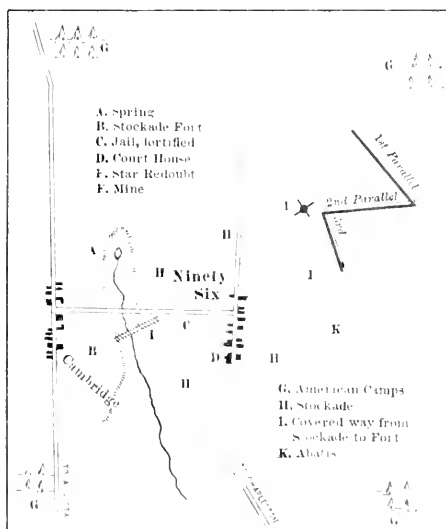 G
G
A. Spring
B. Stockade Fort
C. Jail, fortified
D. Court House
E. Star Redoubt
F. Mine
1st Parallel
2nd Parallel
3rd
I
H
A
H
Ninety
Six
I
I
C
K
B
D
H
Cambridge
H
G. American Camps
H. Stockade
I. Covered way from
Stockade to Fort
K. Abatis
G
G